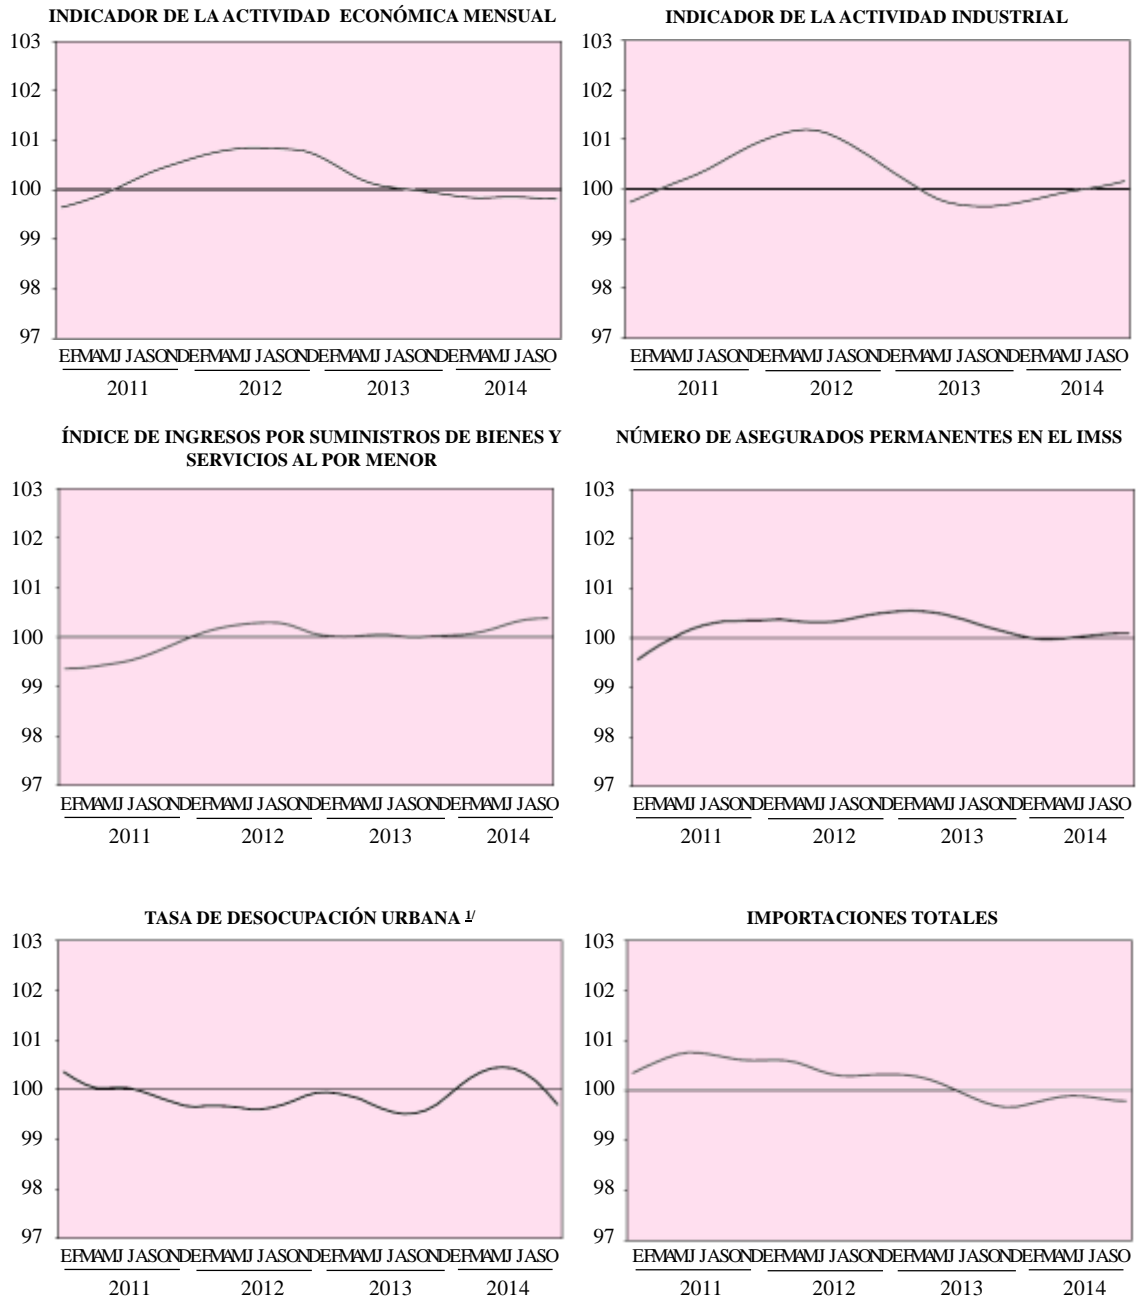 INDICADOR DE LA ACTIVIDAD ECONÓMICA MENSUAL
103
102
101
100
99
98
97
EFMAMJ JASONDEFMAMJ JASONDEFMAMJ JASONDEFMAMJ JASO
2011 2012 2013 2014
INDICADOR DE LA ACTIVIDAD INDUSTRIAL
103
102
101
100
99
98
97
EFMAMJ JASONDEFMAMJ JASONDEFMAMJ JASONDEFMAMJ JASO
2011 2012 2013 2014
ÍNDICE DE INGRESOS POR SUMINISTROS DE BIENES Y
SERVICIOS AL POR MENOR
103
102
101
100
99
98
97
EFMAMJ JASONDEFMAMJ JASONDEFMAMJ JASONDEFMAMJ JASO
2011 2012 2013 2014
NÚMERO DE ASEGURADOS PERMANENTES EN EL IMSS
103
102
101
100
99
98
97
EFMAMJ JASONDEFMAMJ JASONDEFMAMJ JASONDEFMAMJ JASO
2011 2012 2013 2014
TASA DE DESOCUPACIÓN URBANA 1/
103
102
101
100
99
98
97
EFMAMJ JASONDEFMAMJ JASONDEFMAMJ JASONDEFMAMJ JASO
2011 2012 2013 2014
IMPORTACIONES TOTALES
103
102
101
100
99
98
97
EFMAMJ JASONDEFMAMJ JASONDEFMAMJ JASONDEFMAMJ JASO
2011 2012 2013 2014